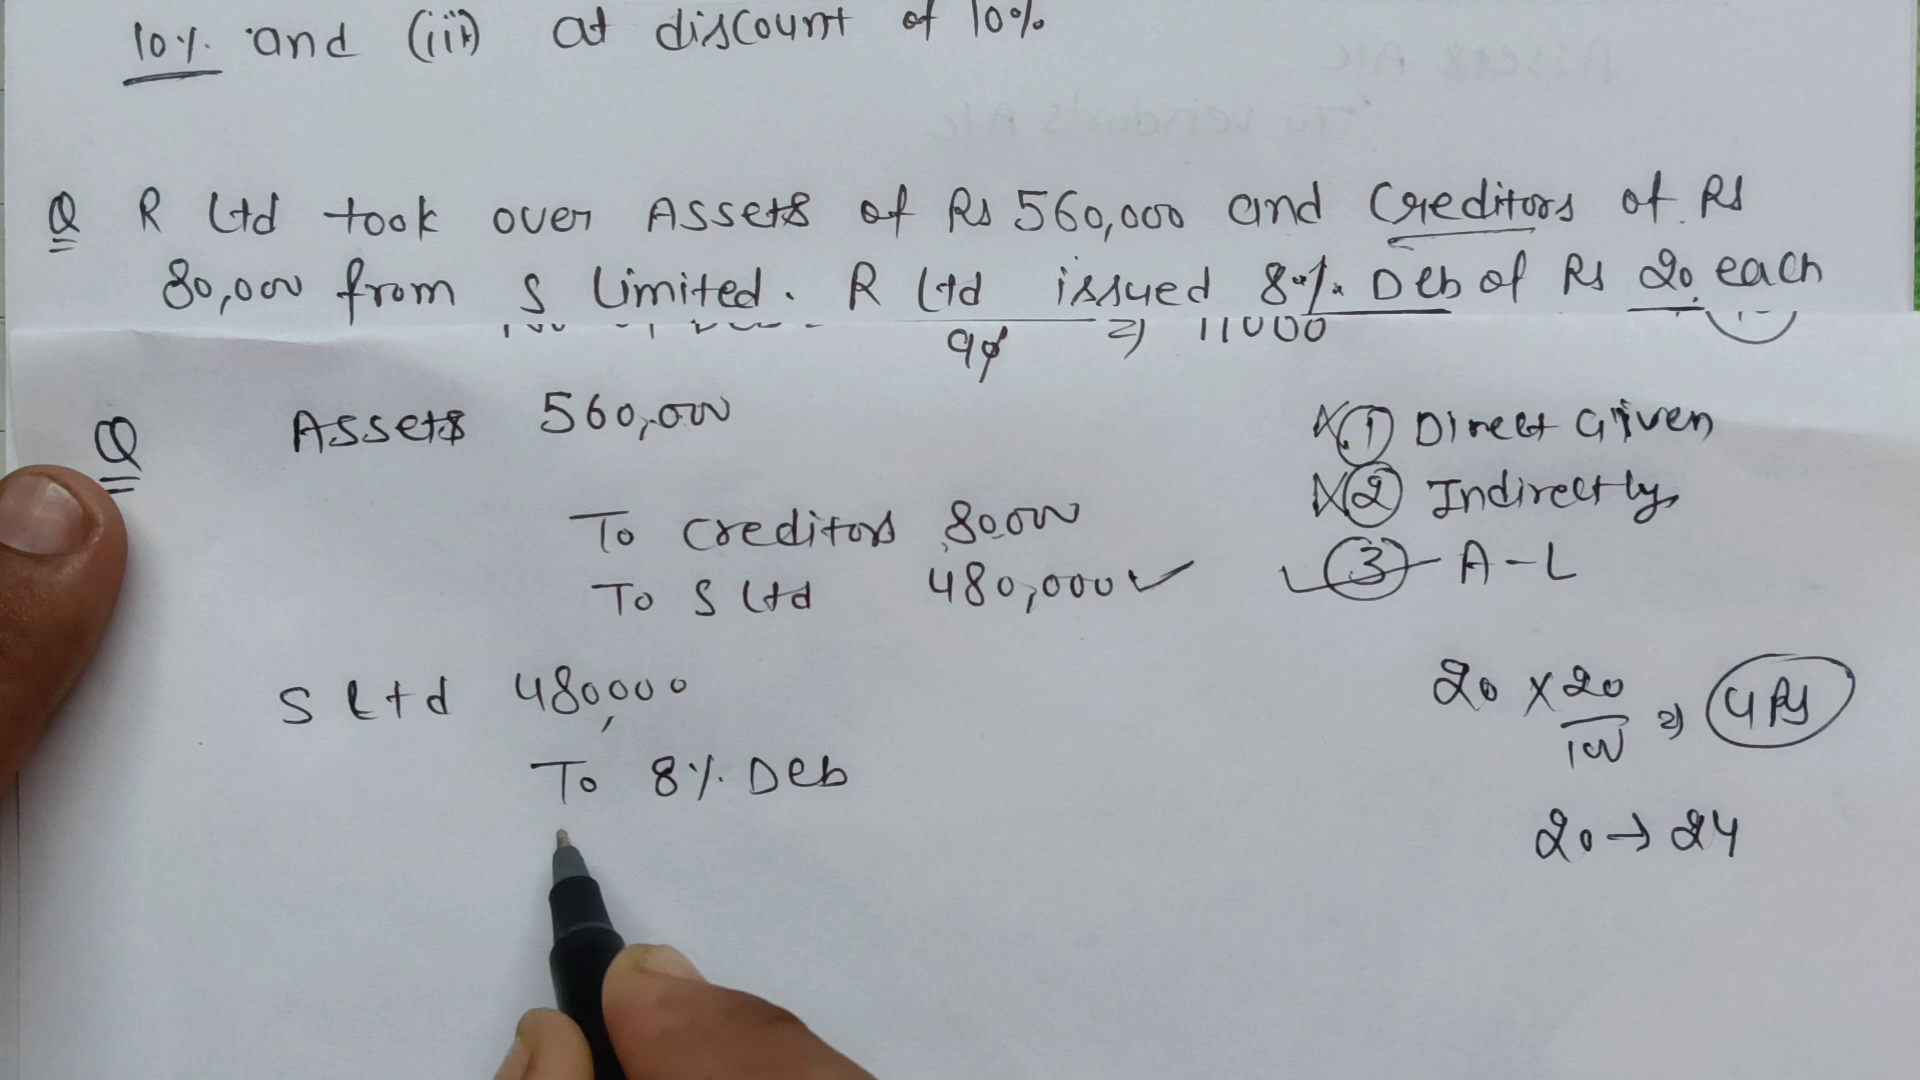 10% and (iii) at discount of 10%
Q R Ltd took over Assets of Rs 560,000 and Creditors of Rs
80,000 from S Limited. R Ltd issued 8% Deb of Rs 20 each
90 => 11000
Q Assets 560,000
To creditors 80,000
To S Ltd 480,000 ✓
① Direct Given
② Indirectly
③ A-L
S Ltd 480,000
To 8% Deb
20 × 20/100 => 4 Rs
20 → 24